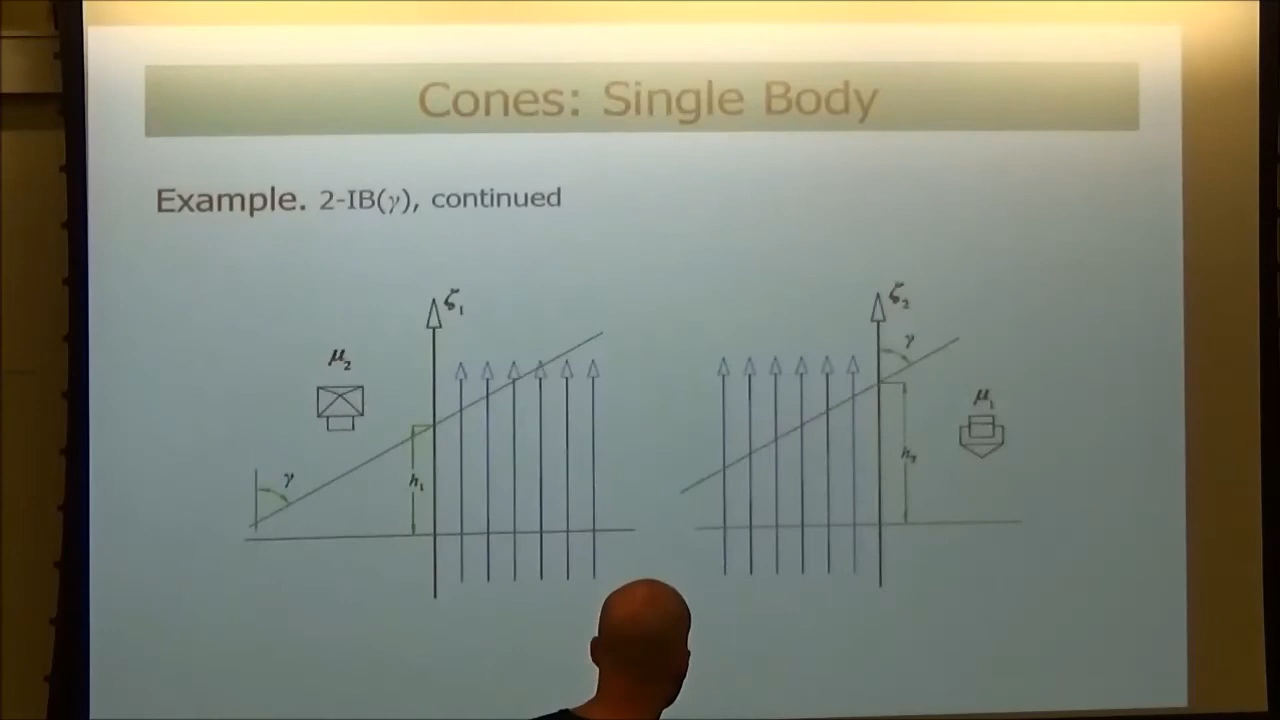 Cones: Single Body
Example. 2-IB(γ), continued
ζ₁
ζ₂
μ₂
γ
μ₁
γ
h₁
h₂